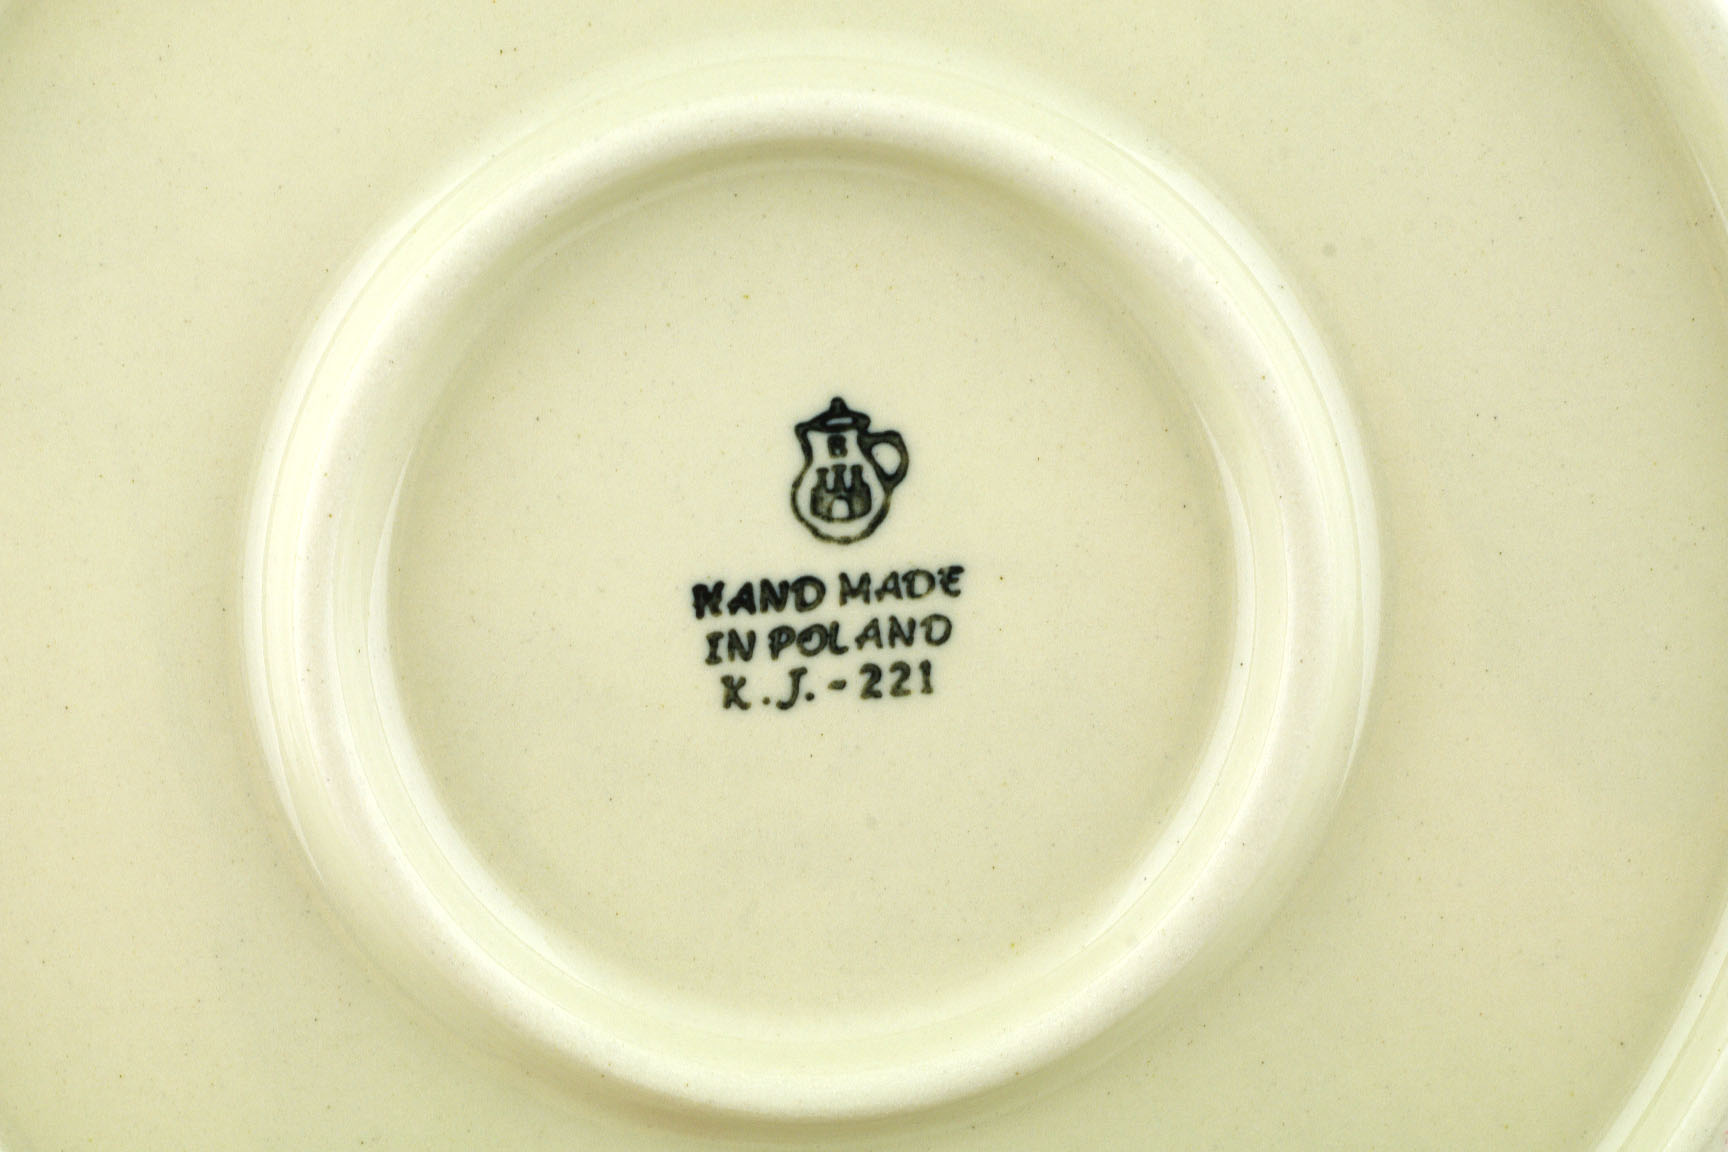 B
HAND MADE
IN POLAND
K.J.-221